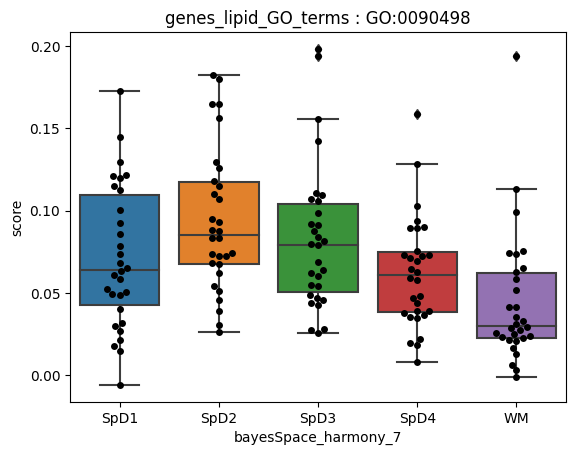 genes_lipid_GO_terms : GO:0090498
0.20
0.15
0.10
0.05
0.00
score
SpD1 SpD2 SpD3 SpD4 WM
bayesSpace_harmony_7